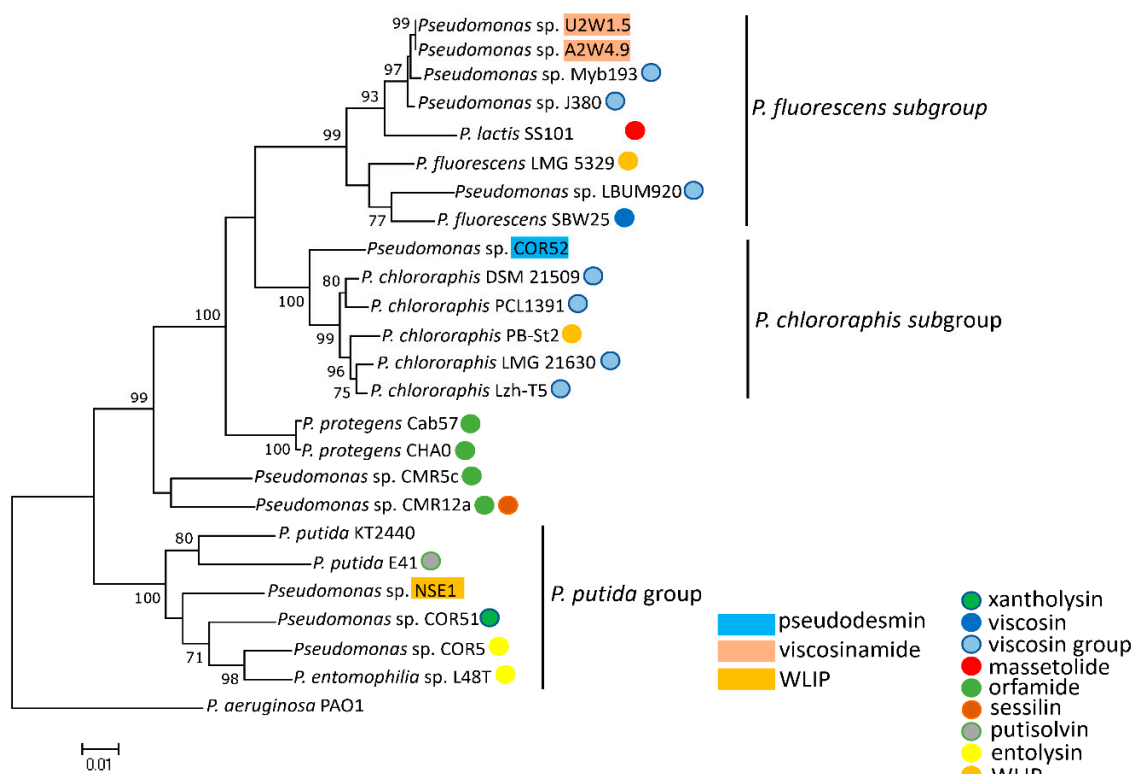 99
Pseudomonas sp. U2W1.5
Pseudomonas sp. A2W4.9
97
Pseudomonas sp. Myb193
93
Pseudomonas sp. J380
P. fluorescens subgroup
99
P. lactis SS101
P. fluorescens LMG 5329
Pseudomonas sp. LBUM920
77
P. fluorescens SBW25
Pseudomonas sp. COR52
80
P. chlororaphis DSM 21509
100
P. chlororaphis PCL1391
100
P. chlororaphis subgroup
99
P. chlororaphis PB-St2
96
P. chlororaphis LMG 21630
75
P. chlororaphis Lzh-T5
99
P. protegens Cab57
100
P. protegens CHA0
Pseudomonas sp. CMR5c
Pseudomonas sp. CMR12a
P. putida KT2440
80
P. putida E41
100
Pseudomonas sp. NSE1
P. putida group
Pseudomonas sp. COR51
71
Pseudomonas sp. COR5
98
P. entomophilia sp. L48T
P. aeruginosa PAO1
0.01
pseudodesmin
viscosinamide
WLIP
xantholysin
viscosin
viscosin group
massetolide
orfamide
sessilin
putisolvin
entolysin